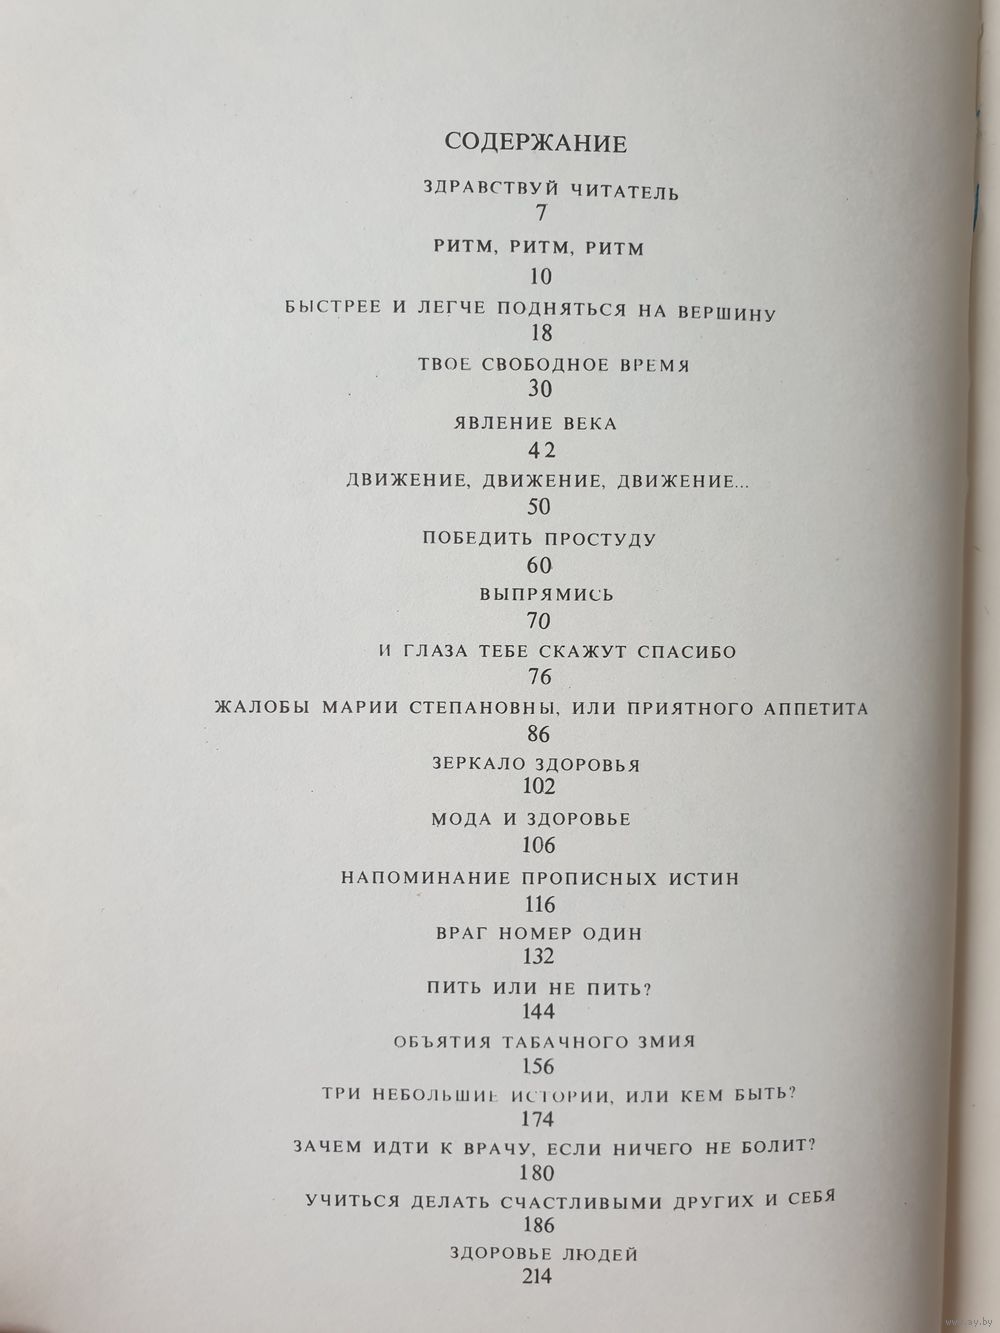 СОДЕРЖАНИЕ
ЗДРАВСТВУЙ ЧИТАТЕЛЬ
7
РИТМ, РИТМ, РИТМ
10
БЫСТРЕЕ И ЛЕГЧЕ ПОДНЯТЬСЯ НА ВЕРШИНУ
18
ТВОЕ СВОБОДНОЕ ВРЕМЯ
30
ЯВЛЕНИЕ ВЕКА
42
ДВИЖЕНИЕ, ДВИЖЕНИЕ, ДВИЖЕНИЕ...
50
ПОБЕДИТЬ ПРОСТУДУ
60
ВЫПРЯМИСЬ
70
И ГЛАЗА ТЕБЕ СКАЖУТ СПАСИБО
76
ЖАЛОБЫ МАРИИ СТЕПАНОВНЫ, ИЛИ ПРИЯТНОГО АППЕТИТА
86
ЗЕРКАЛО ЗДОРОВЬЯ
102
МОДА И ЗДОРОВЬЕ
106
НАПОМИНАНИЕ ПРОПИСНЫХ ИСТИН
116
ВРАГ НОМЕР ОДИН
132
ПИТЬ ИЛИ НЕ ПИТЬ?
144
ОБЪЯТИЯ ТАБАЧНОГО ЗМИЯ
156
ТРИ НЕБОЛЬШИЕ ИСТОРИИ, ИЛИ КЕМ БЫТЬ?
174
ЗАЧЕМ ИДТИ К ВРАЧУ, ЕСЛИ НИЧЕГО НЕ БОЛИТ?
180
УЧИТЬСЯ ДЕЛАТЬ СЧАСТЛИВЫМИ ДРУГИХ И СЕБЯ
186
ЗДОРОВЬЕ ЛЮДЕЙ
214